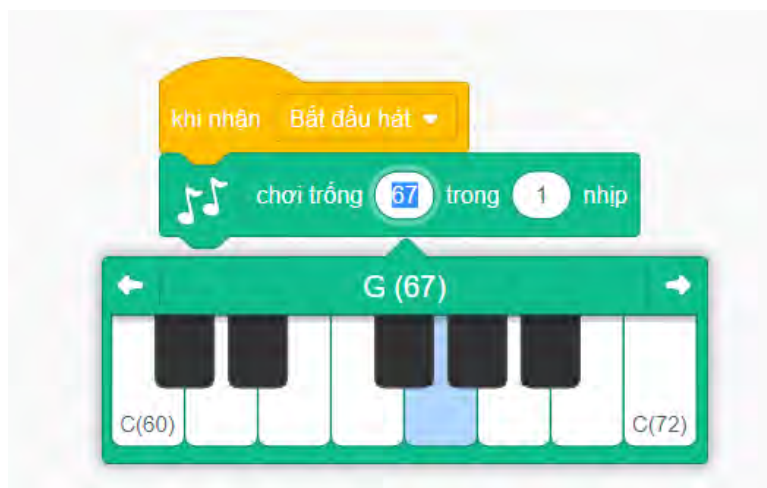 khi nhận Bắt đầu hát
chơi trống 67 trong 1 nhịp
G (67)
C(60) C(72)